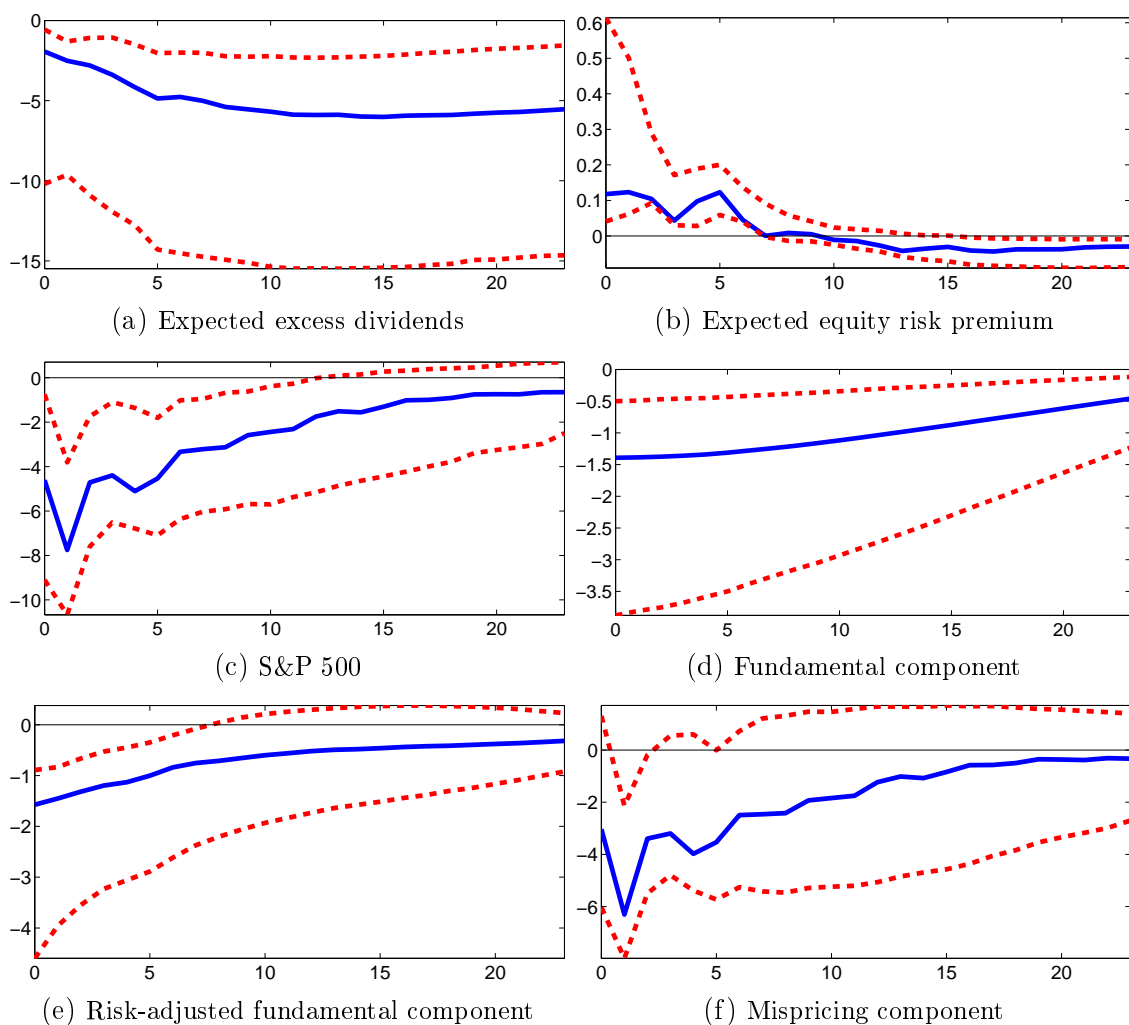 0
−5
−10
−15
0 5 10 15 20
(a) Expected excess dividends
0.6
0.5
0.4
0.3
0.2
0.1
0
0 5 10 15 20
(b) Expected equity risk premium
0
−2
−4
−6
−8
−10
0 5 10 15 20
(c) S&P 500
0
−0.5
−1
−1.5
−2
−2.5
−3
−3.5
0 5 10 15 20
(d) Fundamental component
0
−1
−2
−3
−4
0 5 10 15 20
(e) Risk-adjusted fundamental component
0
−2
−4
−6
0 5 10 15 20
(f) Mispricing component